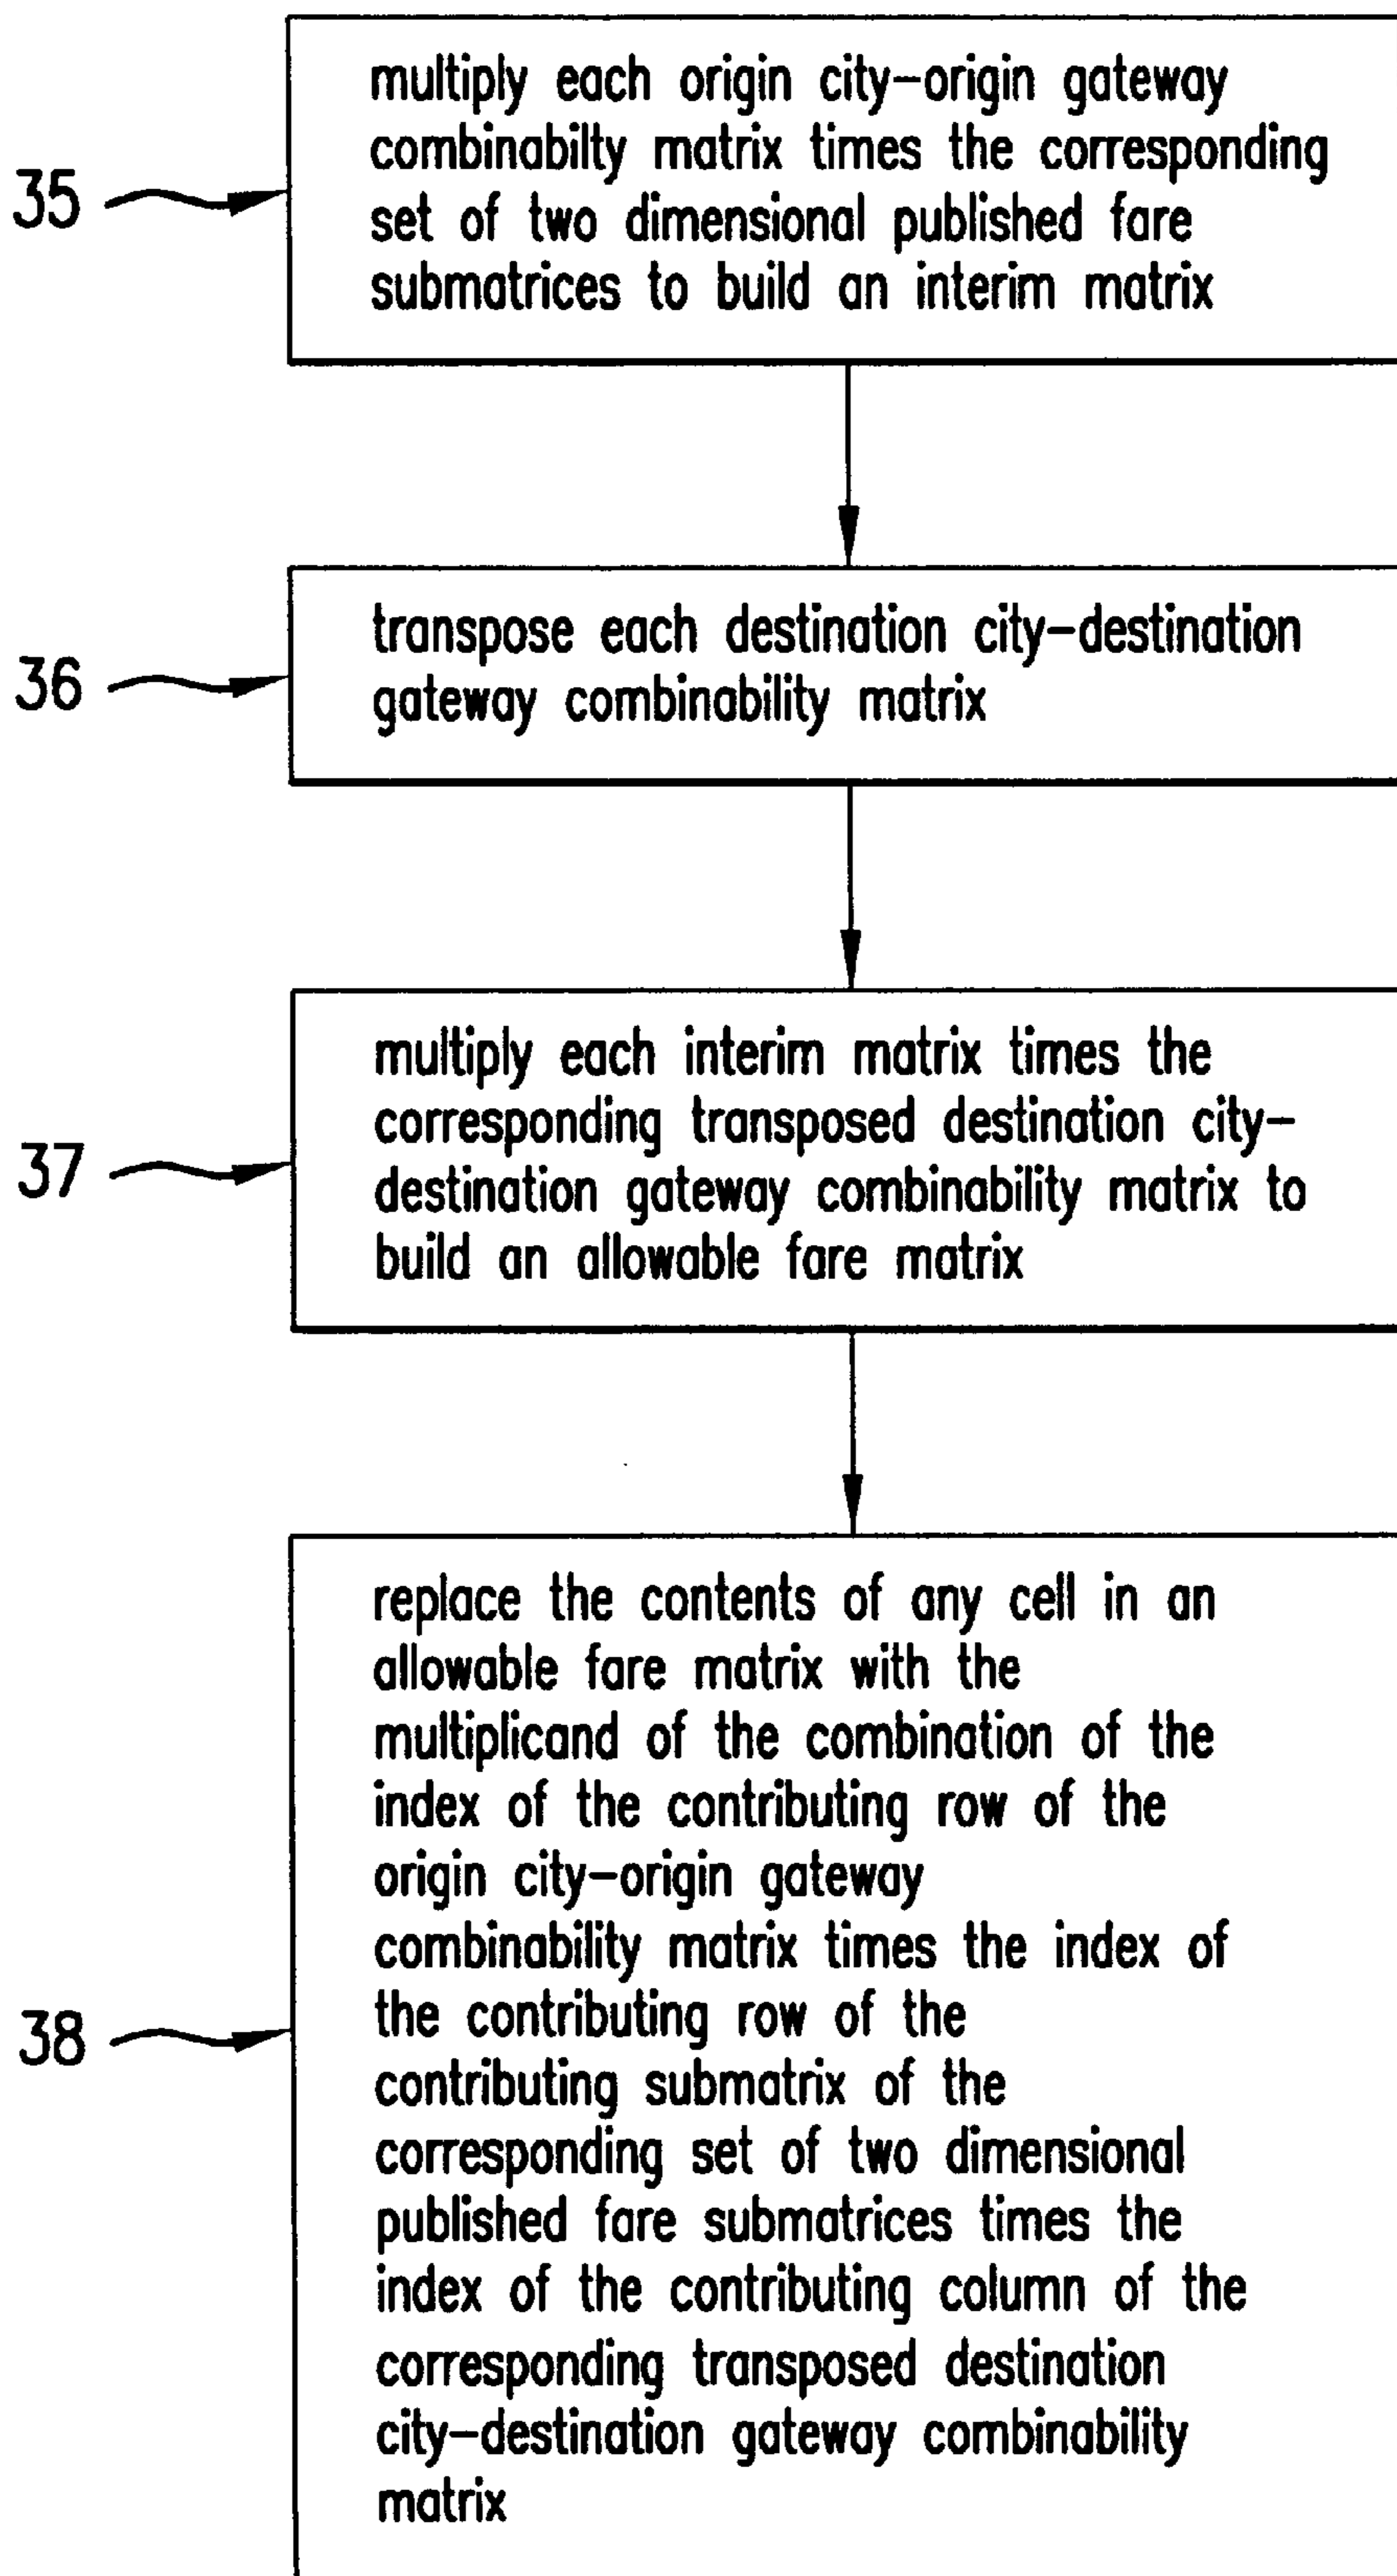 multiply each origin city-origin gateway
combinabilty matrix times the corresponding
35
set of two dimensional published fare
submatrices to build an interim matrix
transpose each destination city-destination
36
gateway combinability matrix
multiply each interim matrix times the
corresponding transposed destination city-
37
destination gateway combinability matrix to
build an allowable fare matrix
replace the contents of any cell in an
allowable fare matrix with the
multiplicand of the combination of the
index of the contributing row of the
origin city-origin gateway
combinability matrix times the index of
38
the contributing row of the
contributing submatrix of the
corresponding set of two dimensional
published fare submatrices times the
index of the contributing column of the
corresponding transposed destination
city-destination gateway combinability
matrix